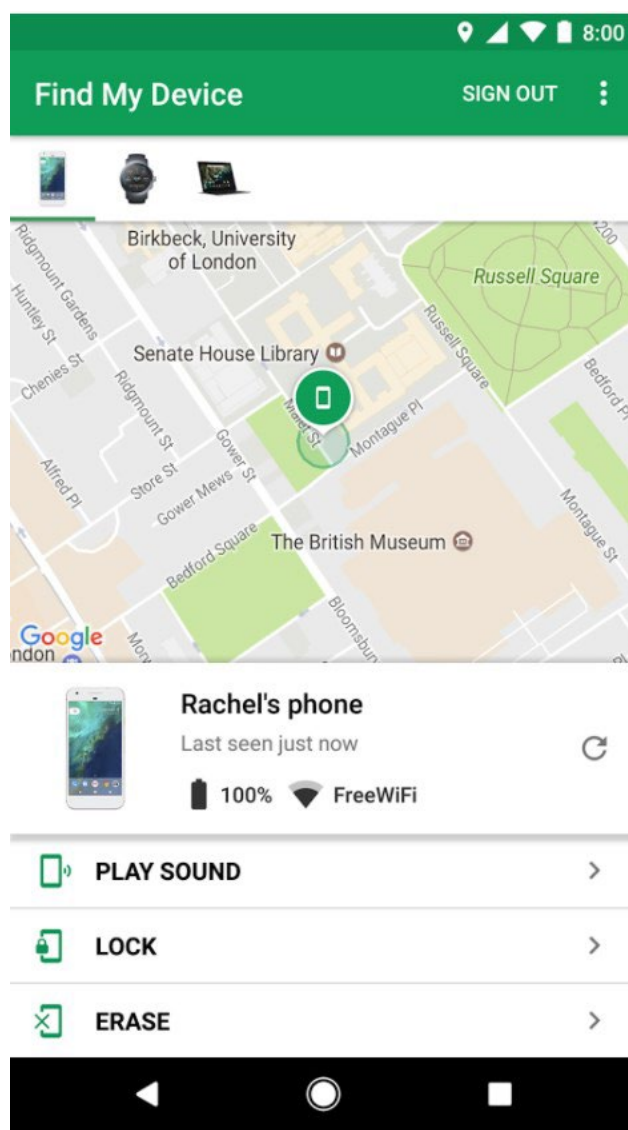 8:00
Find My Device
SIGN OUT
Birkbeck, University
of London
Russell Square
Ridgmount Gardens
Huntley St
Senate House Library
Chenies St
Ridgmount St
Russell Square
Bedford Pl
Malet St
Montague Pl
Gower St
Alfred Pl
Store St
Gower Mews
Montague St
The British Museum
Bedford Square
Google
ndon
Rachel's phone
Last seen just now
100% FreeWiFi
PLAY SOUND
LOCK
ERASE